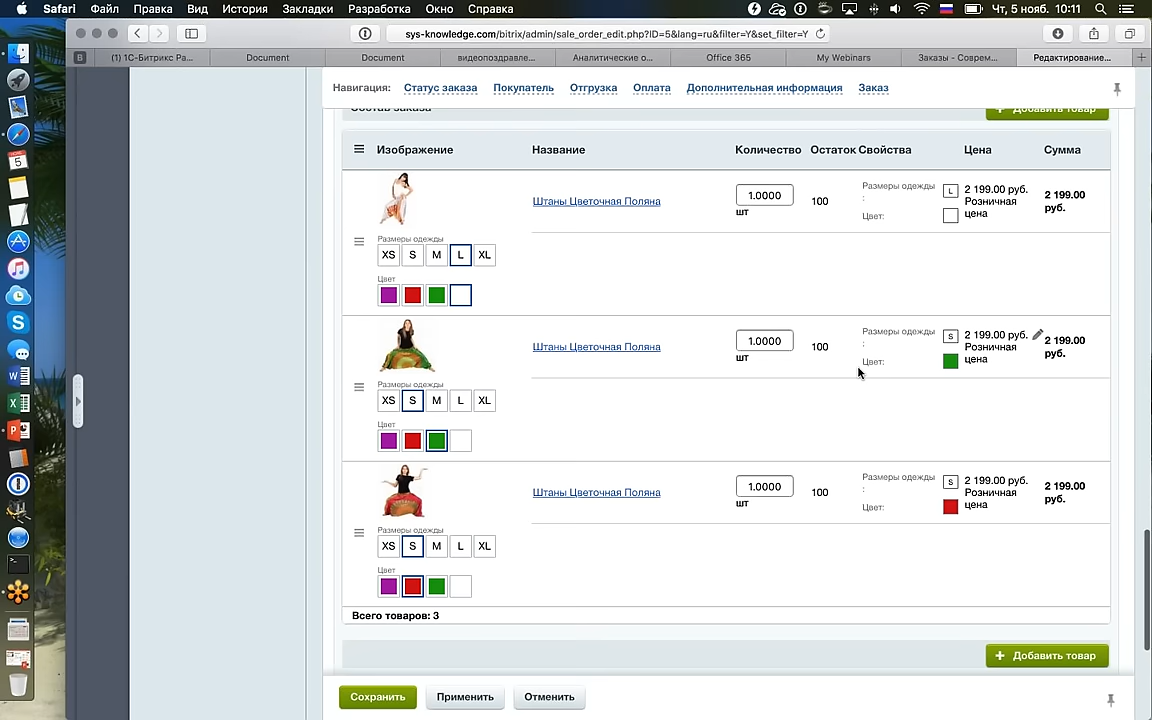 Safari Файл Правка Вид История Закладки Разработка Окно Справка Чт, 5 нояб. 10:11
sys-knowledge.com/bitrix/admin/sale_order_edit.php?ID=5&lang=ru&filter=Y&set_filter=Y
B (1) 1С-Битрикс Ра... Document Document видеопоздравле... Аналитические о... Office 365 My Webinars Заказы - Соврем... Редактирование...
Навигация: Статус заказа Покупатель Отгрузка Оплата Дополнительная информация Заказ
Состав заказа + Добавить товар
Изображение Название Количество Остаток Свойства Цена Сумма
Штаны Цветочная Поляна 1.0000 шт 100 Размеры одежды : L Цвет: 2 199.00 руб. Розничная цена 2 199.00 руб.
Размеры одежды
XS S M L XL
Цвет
Штаны Цветочная Поляна 1.0000 шт 100 Размеры одежды : S Цвет: 2 199.00 руб. Розничная цена 2 199.00 руб.
Размеры одежды
XS S M L XL
Цвет
Штаны Цветочная Поляна 1.0000 шт 100 Размеры одежды : S Цвет: 2 199.00 руб. Розничная цена 2 199.00 руб.
Размеры одежды
XS S M L XL
Цвет
Всего товаров: 3
+ Добавить товар
Сохранить Применить Отменить